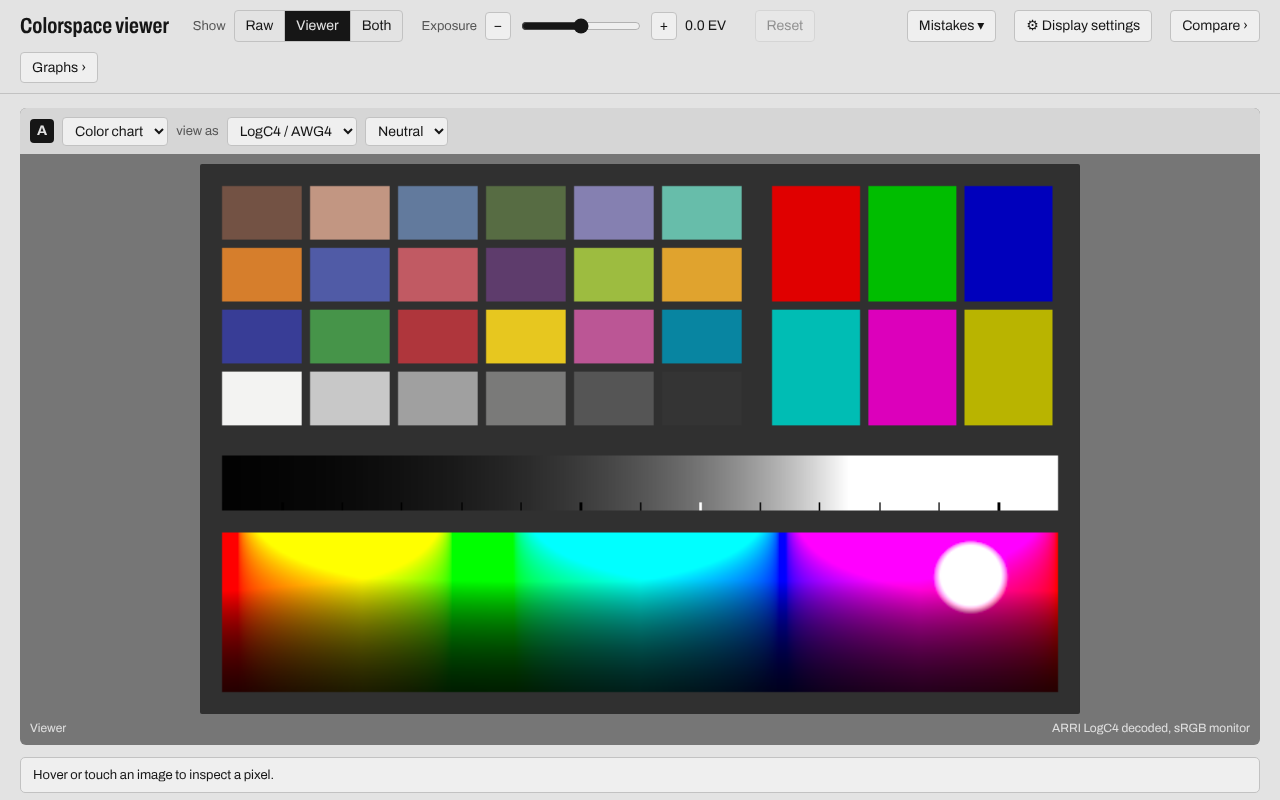 Colorspace viewer Show Raw Viewer Both Exposure − + 0.0 EV Reset Mistakes ▾ ⚙ Display settings Compare ›
Graphs ›
A Color chart view as LogC4 / AWG4 Neutral
Viewer ARRI LogC4 decoded, sRGB monitor
Hover or touch an image to inspect a pixel.